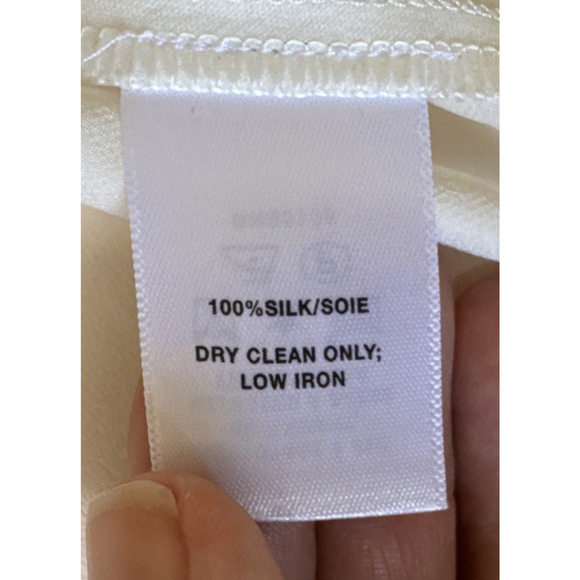 100%SILK/SOIE
DRY CLEAN ONLY;
LOW IRON